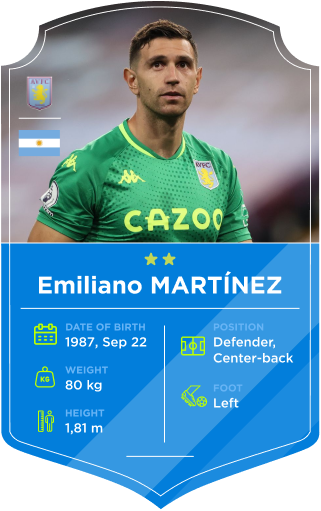 AVFC
AVFC
CAZOO
Emiliano MARTÍNEZ
DATE OF BIRTH
1987, Sep 22
WEIGHT
KG
80 kg
HEIGHT
1,81 m
POSITION
Defender,
Center-back
FOOT
Left